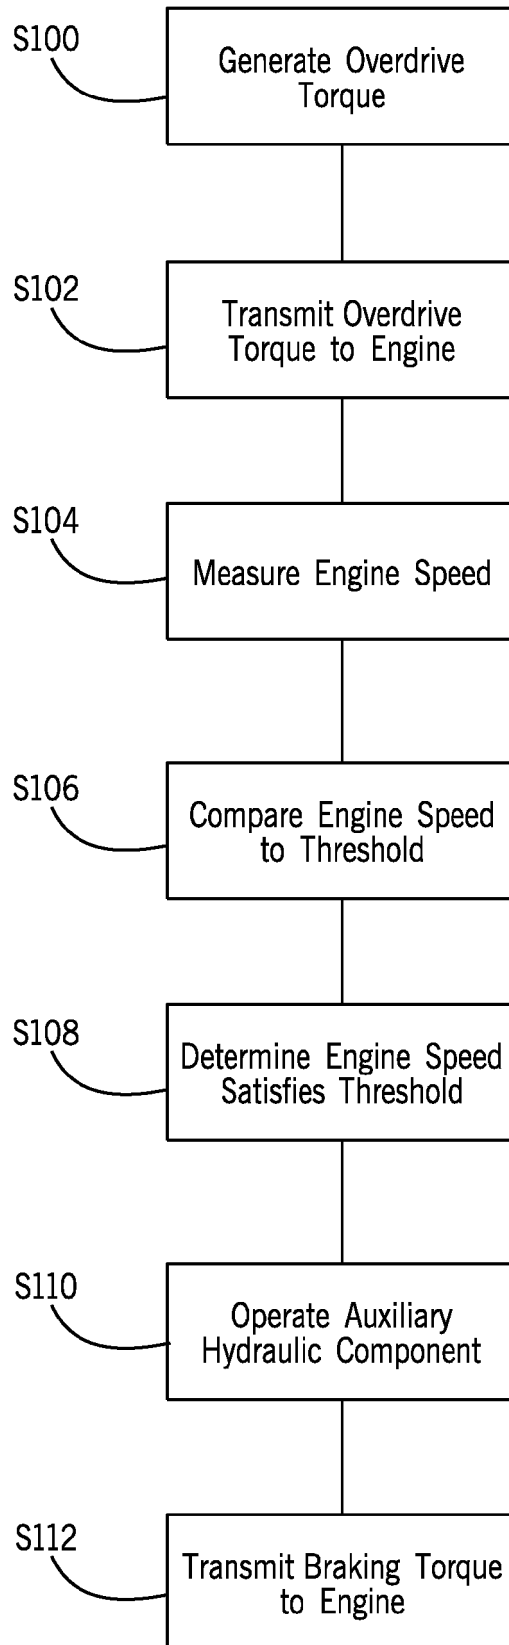 S100
Generate Overdrive
Torque
S102
Transmit Overdrive
Torque to Engine
S104
Measure Engine Speed
S106
Compare Engine Speed
to Threshold
S108
Determine Engine Speed
Satisfies Threshold
S110
Operate Auxiliary
Hydraulic Component
S112
Transmit Braking Torque
to Engine